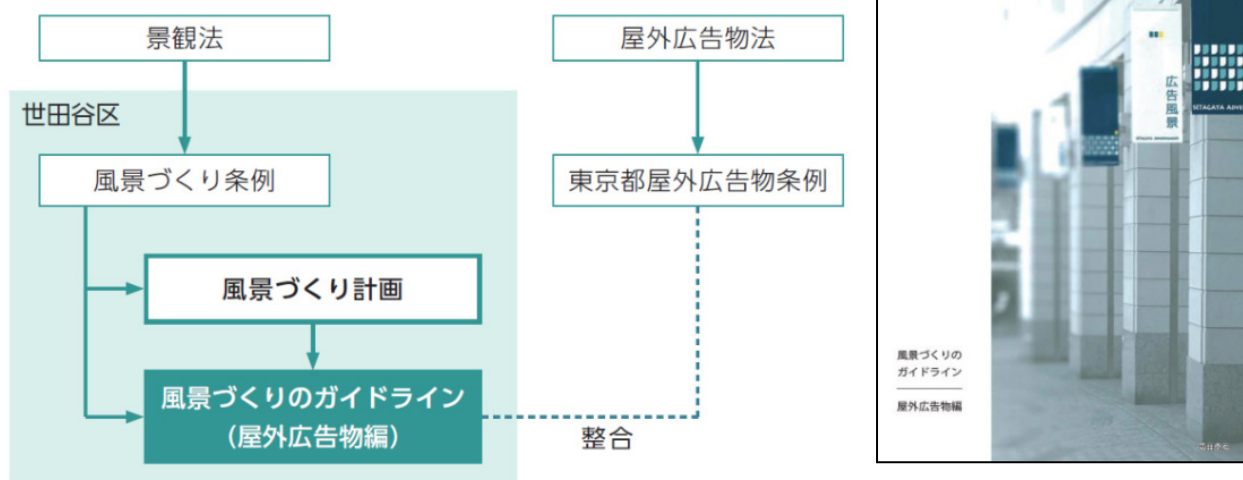 景観法
屋外広告物法
世田谷区
風景づくり条例
東京都屋外広告物条例
風景づくり計画
風景づくりのガイドライン
(屋外広告物編)
整合
広告風景
風景づくりの
ガイドライン
屋外広告物編